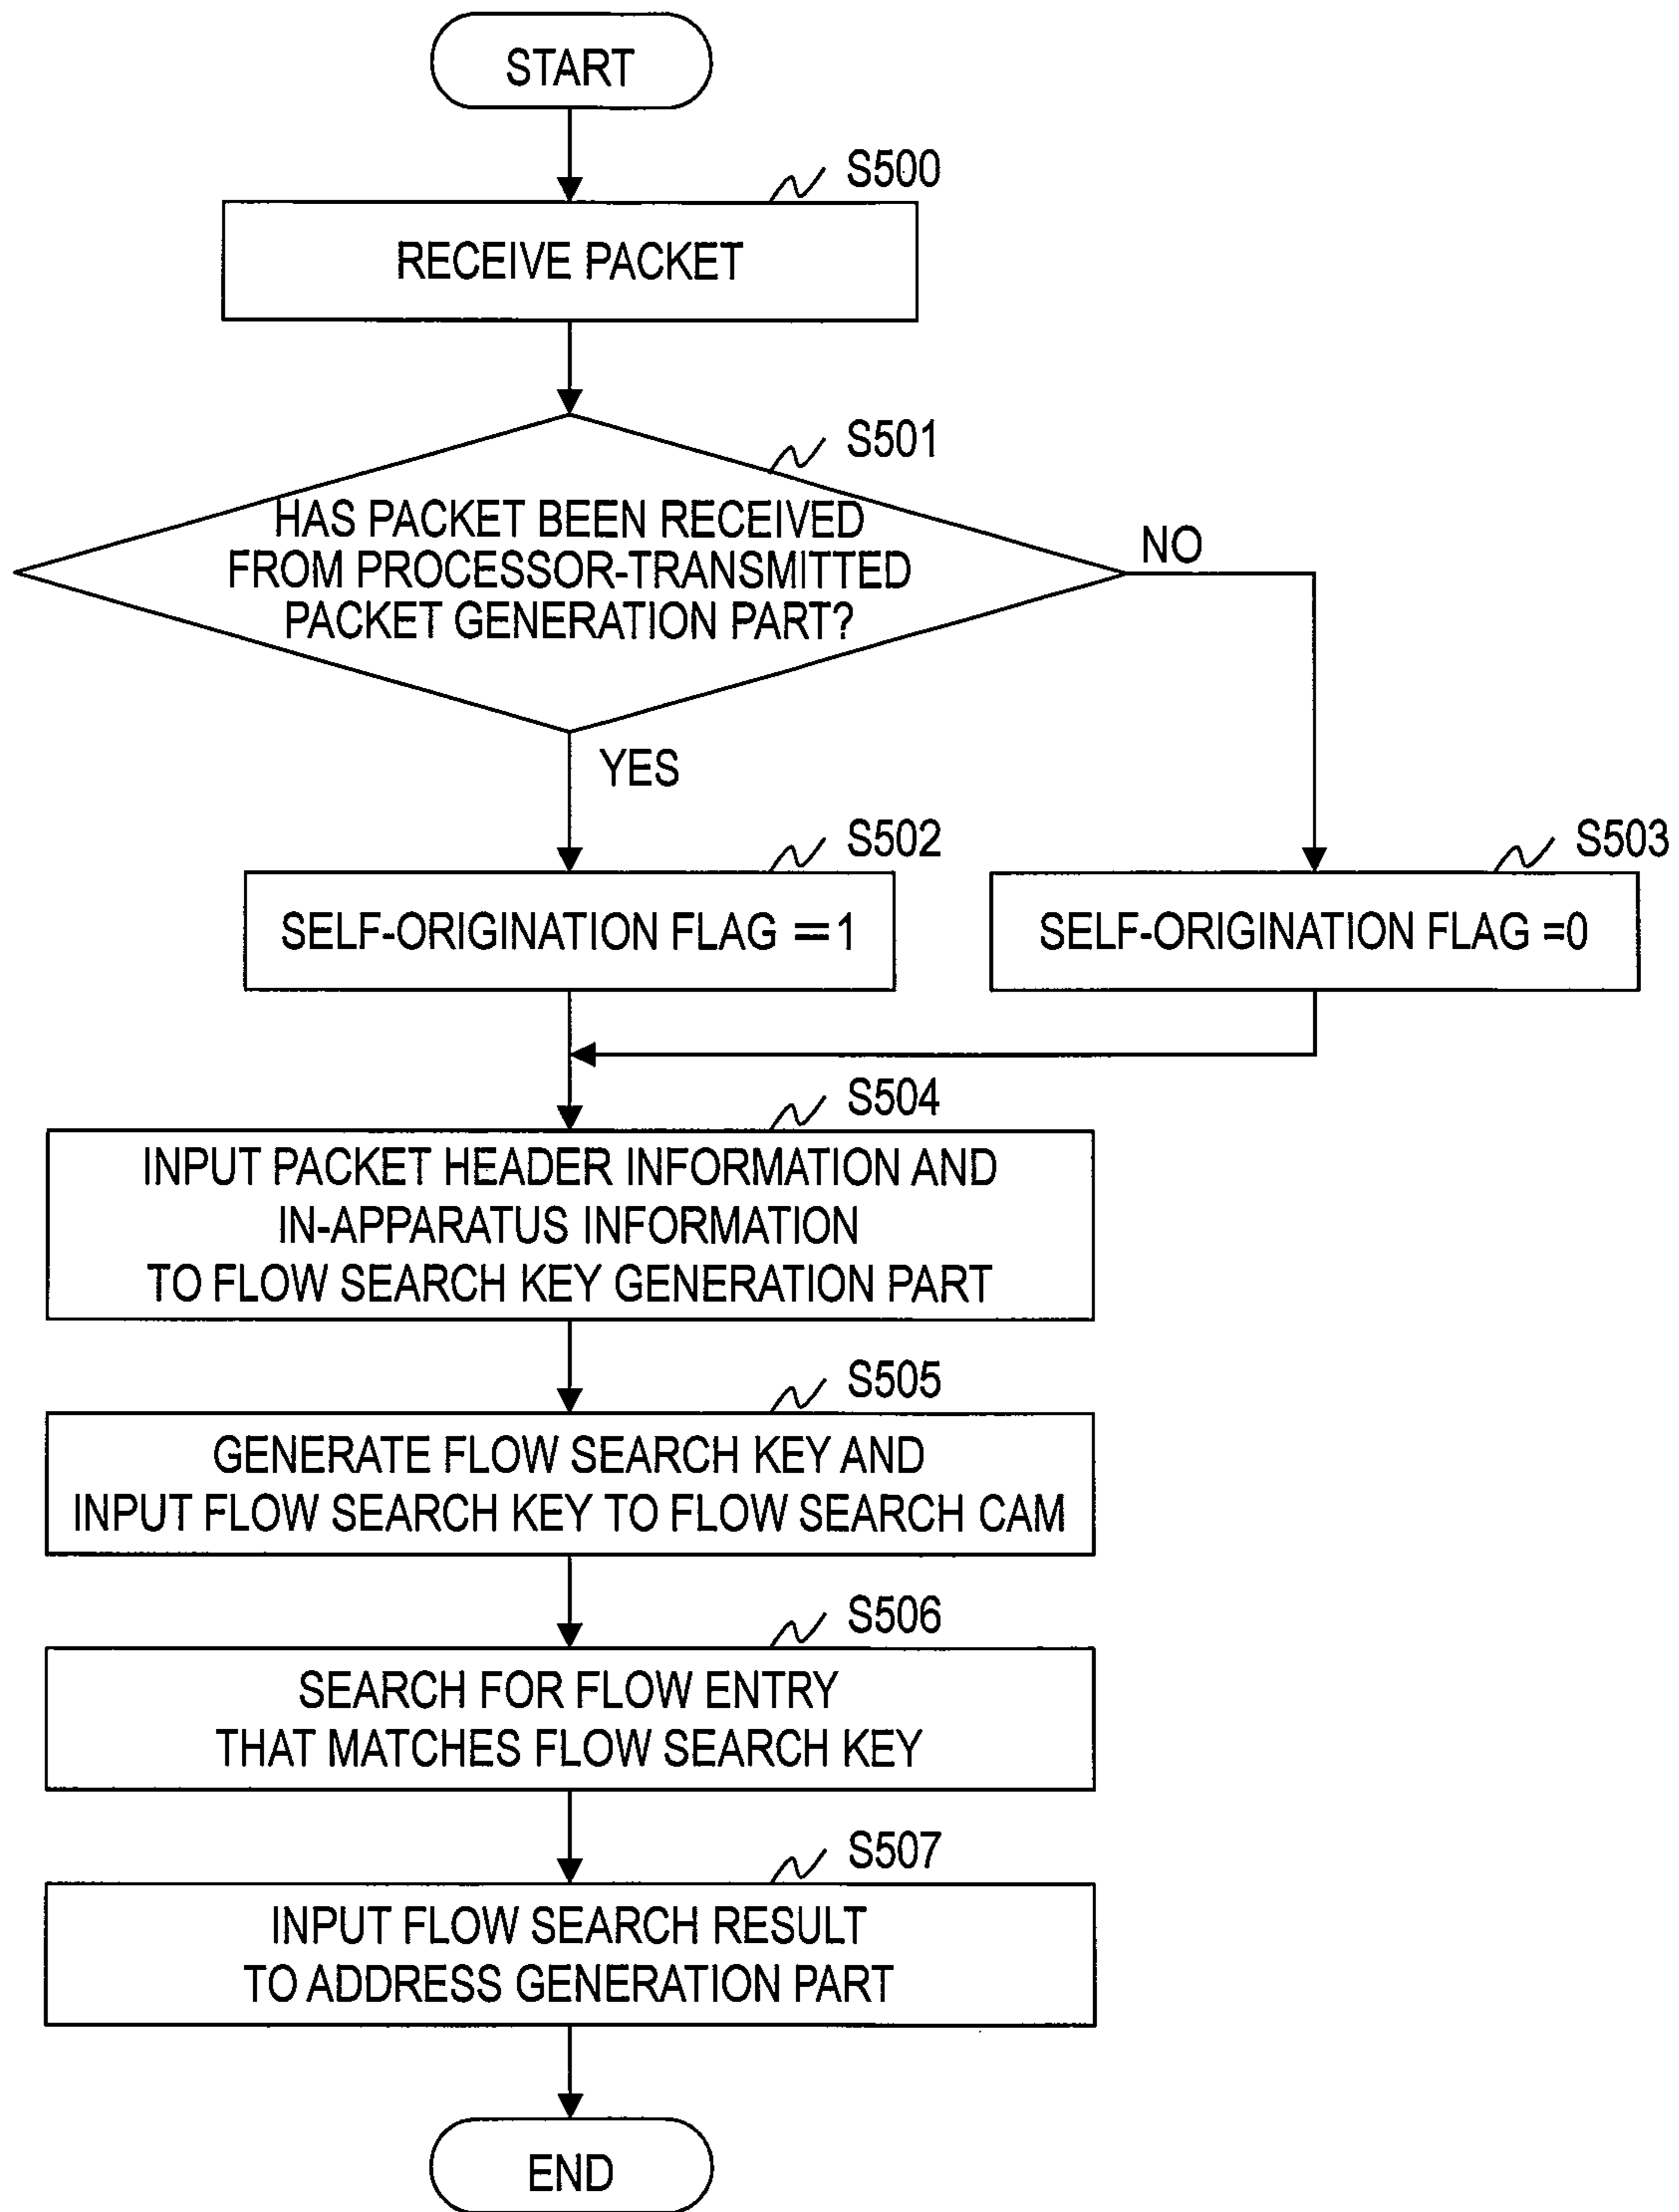 START
S500
RECEIVE PACKET
S501
HAS PACKET BEEN RECEIVED
FROM PROCESSOR-TRANSMITTED
PACKET GENERATION PART?
NO
YES
S502
SELF-ORIGINATION FLAG =1
S503
SELF-ORIGINATION FLAG =0
S504
INPUT PACKET HEADER INFORMATION AND
IN-APPARATUS INFORMATION
TO FLOW SEARCH KEY GENERATION PART
S505
GENERATE FLOW SEARCH KEY AND
INPUT FLOW SEARCH KEY TO FLOW SEARCH CAM
S506
SEARCH FOR FLOW ENTRY
THAT MATCHES FLOW SEARCH KEY
S507
INPUT FLOW SEARCH RESULT
TO ADDRESS GENERATION PART
END